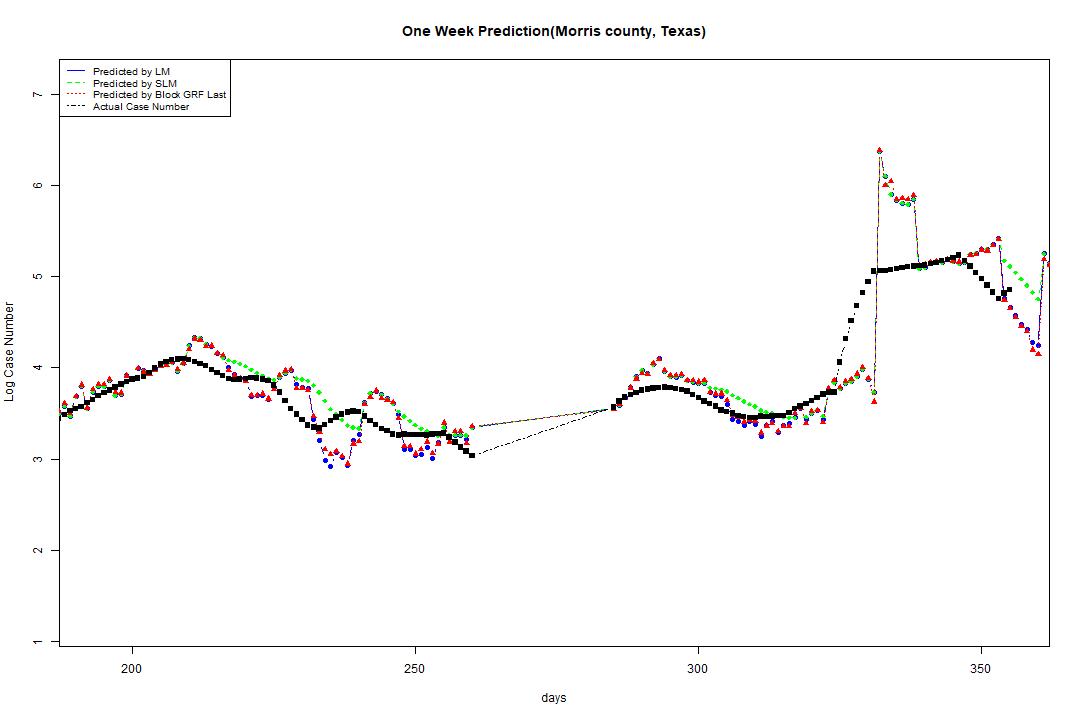 One Week Prediction(Morris county, Texas)
Predicted by LM
Predicted by SLM
Predicted by Block GRF Last
Actual Case Number
7
6
5
4
3
2
1
Log Case Number
200
250
300
350
days